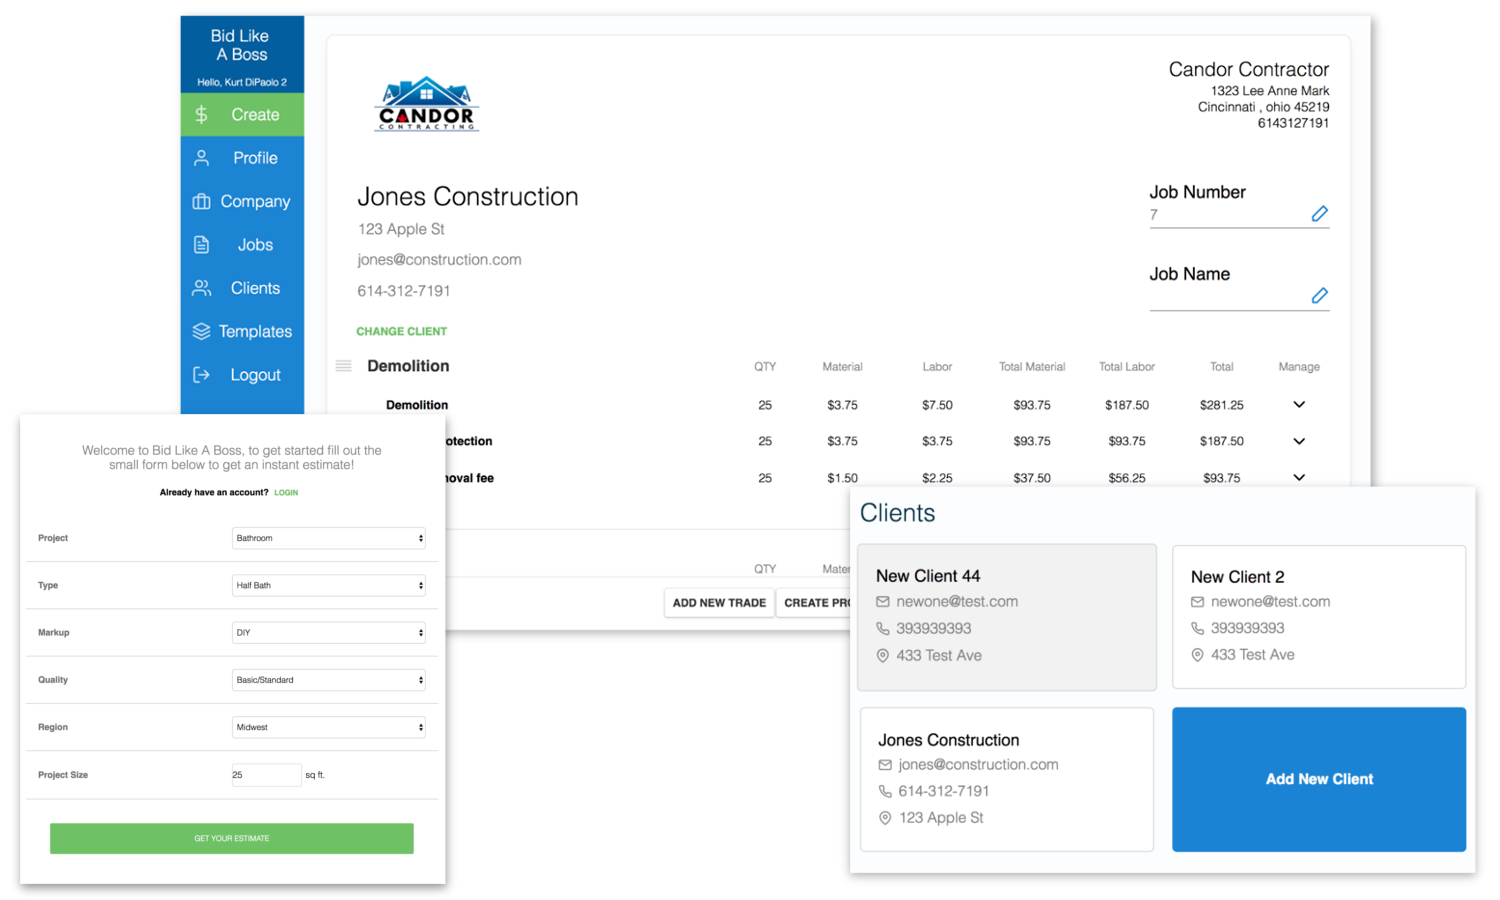 Bid Like
A Boss
Hello, Kurt DiPaolo 2
Create
Profile
Company
Jobs
Clients
Templates
Logout
CANDOR
CONTRACTING
Candor Contractor
1323 Lee Anne Mark
Cincinnati , ohio 45219
6143127191
Jones Construction
123 Apple St
jones@construction.com
614-312-7191
CHANGE CLIENT
Job Number
7
Job Name
Demolition QTY Material Labor Total Material Total Labor Total Manage
Demolition 25 $3.75 $7.50 $93.75 $187.50 $281.25
otection 25 $3.75 $3.75 $93.75 $93.75 $187.50
noval fee 25 $1.50 $2.25 $37.50 $56.25 $93.75
QTY Mater
ADD NEW TRADE CREATE PRO
Welcome to Bid Like A Boss, to get started fill out the
small form below to get an instant estimate!
Already have an account? LOGIN
Project Bathroom
Type Half Bath
Markup DIY
Quality Basic/Standard
Region Midwest
Project Size 25 sq ft.
GET YOUR ESTIMATE
Clients
New Client 44
newone@test.com
393939393
433 Test Ave
New Client 2
newone@test.com
393939393
433 Test Ave
Jones Construction
jones@construction.com
614-312-7191
123 Apple St
Add New Client